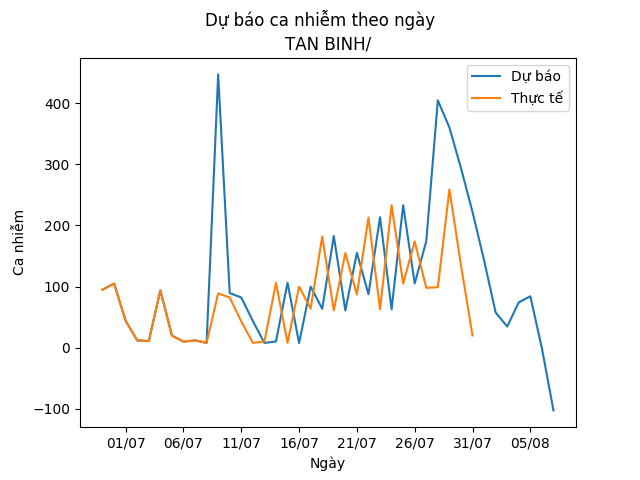 Dự báo ca nhiễm theo ngày
TAN BINH/
Dự báo
Thực tế
Ca nhiễm
400
300
200
100
0
−100
01/07 06/07 11/07 16/07 21/07 26/07 31/07 05/08
Ngày